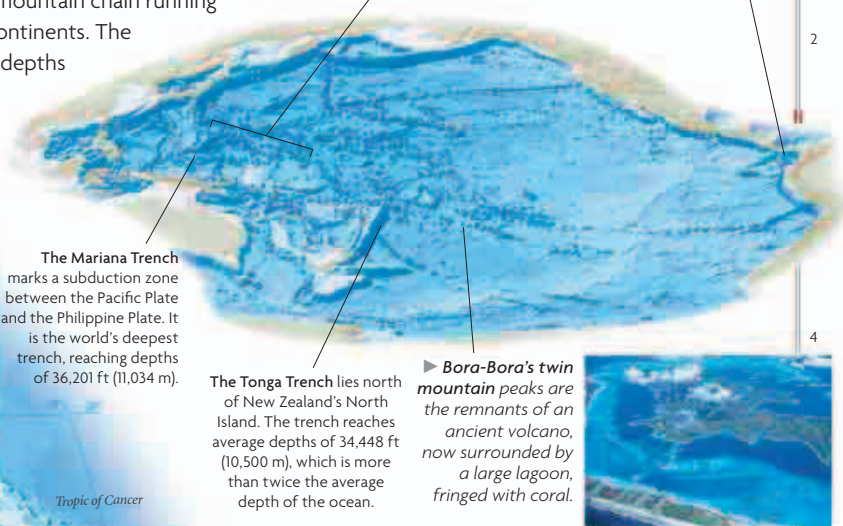 mountain chain running
ontinents. The
depths
2
The Mariana Trench
marks a subduction zone
between the Pacific Plate
and the Philippine Plate. It
is the world's deepest
trench, reaching depths
of 36,201 ft (11,034 m).
The Tonga Trench lies north
of New Zealand's North
Island. The trench reaches
average depths of 34,448 ft
(10,500 m), which is more
than twice the average
depth of the ocean.
▶ Bora-Bora's twin
mountain peaks are
the remnants of an
ancient volcano,
now surrounded by
a large lagoon,
fringed with coral.
4
Tropic of Cancer